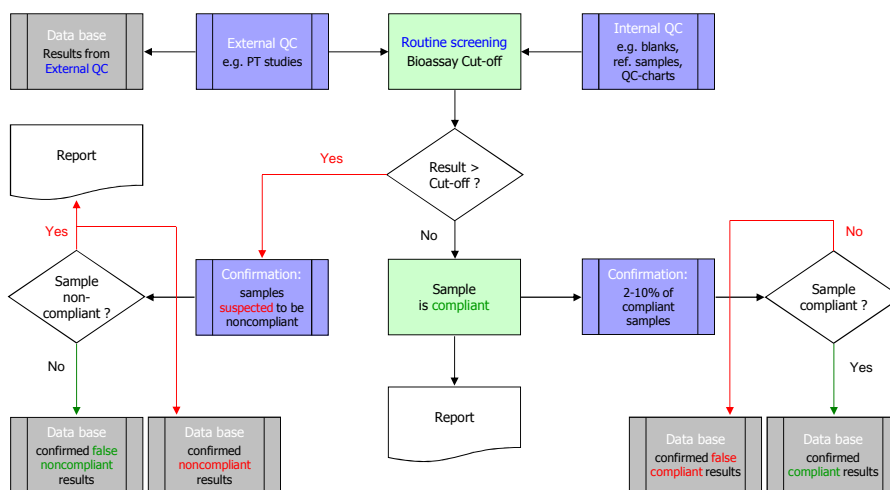 Data base
Results from
External QC
External QC
e.g. PT studies
Routine screening
Bioassay Cut-off
Internal QC
e.g. blanks,
ref. samples,
QC-charts
Report
Yes
Result >
Cut-off ?
Yes
No
No
Sample
non-
compliant ?
Confirmation:
samples
suspected to be
noncompliant
Sample
is compliant
Confirmation:
2-10% of
compliant
samples
Sample
compliant ?
No
Yes
Report
Data base
confirmed false
noncompliant
results
Data base
confirmed
noncompliant
results
Data base
confirmed false
compliant results
Data base
confirmed
compliant results